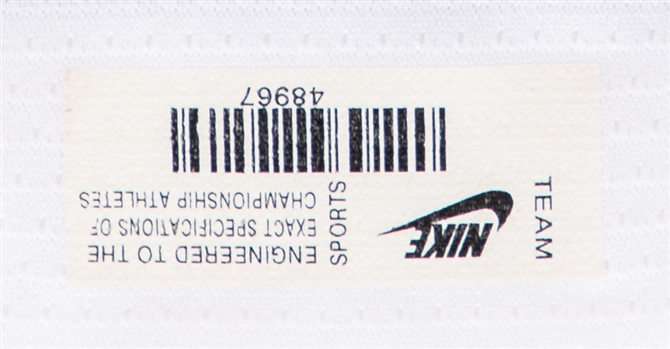 TEAM
NIKE
SPORTS
ENGINEERED TO THE
EXACT SPECIFICATIONS OF
CHAMPIONSHIP ATHLETES
48967